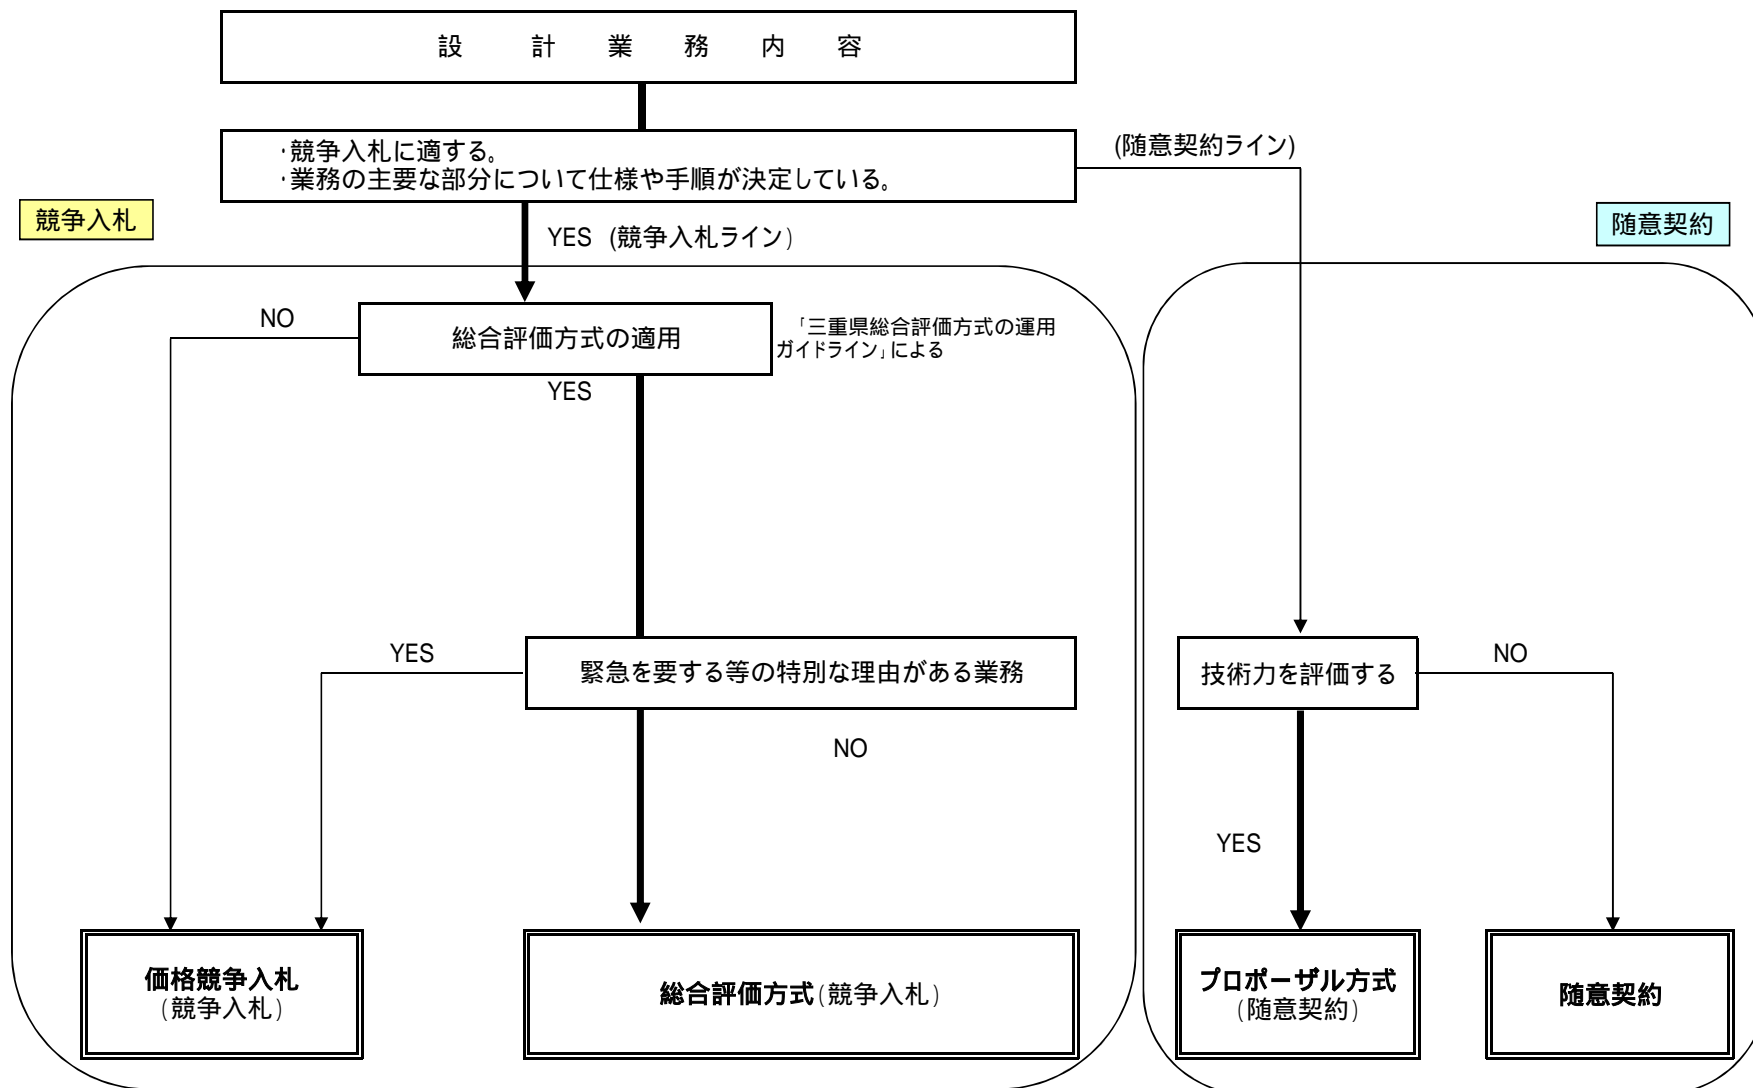 設 計 業 務 内 容
・競争入札に適する。
・業務の主要な部分について仕様や手順が決定している。
(随意契約ライン)
競争入札
YES (競争入札ライン)
随意契約
NO
総合評価方式の適用
「三重県総合評価方式の運用
ガイドライン」による
YES
YES
緊急を要する等の特別な理由がある業務
技術力を評価する
NO
NO
YES
価格競争入札
(競争入札)
総合評価方式(競争入札)
プロポーザル方式
(随意契約)
随意契約